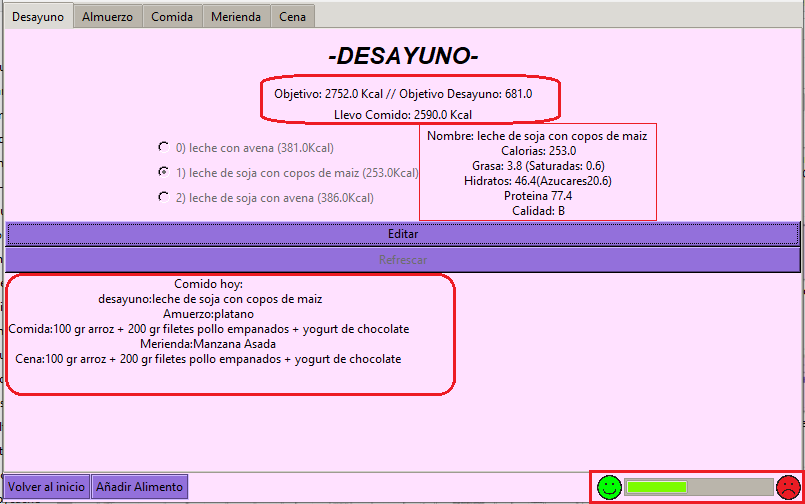 Desayuno Almuerzo Comida Merienda Cena
-DESAYUNO-
Objetivo: 2752.0 Kcal // Objetivo Desayuno: 681.0
Llevo Comido: 2590.0 Kcal
0) leche con avena (381.0Kcal)
1) leche de soja con copos de maiz (253.0Kcal)
2) leche de soja con avena (386.0Kcal)
Nombre: leche de soja con copos de maiz
Calorias: 253.0
Grasa: 3.8 (Saturadas: 0.6)
Hidratos: 46.4(Azucares20.6)
Proteina 77.4
Calidad: B
Editar
Refrescar
Comido hoy:
desayuno:leche de soja con copos de maiz
Amuerzo:platano
Comida:100 gr arroz + 200 gr filetes pollo empanados + yogurt de chocolate
Merienda:Manzana Asada
Cena:100 gr arroz + 200 gr filetes pollo empanados + yogurt de chocolate
Volver al inicio Añadir Alimento